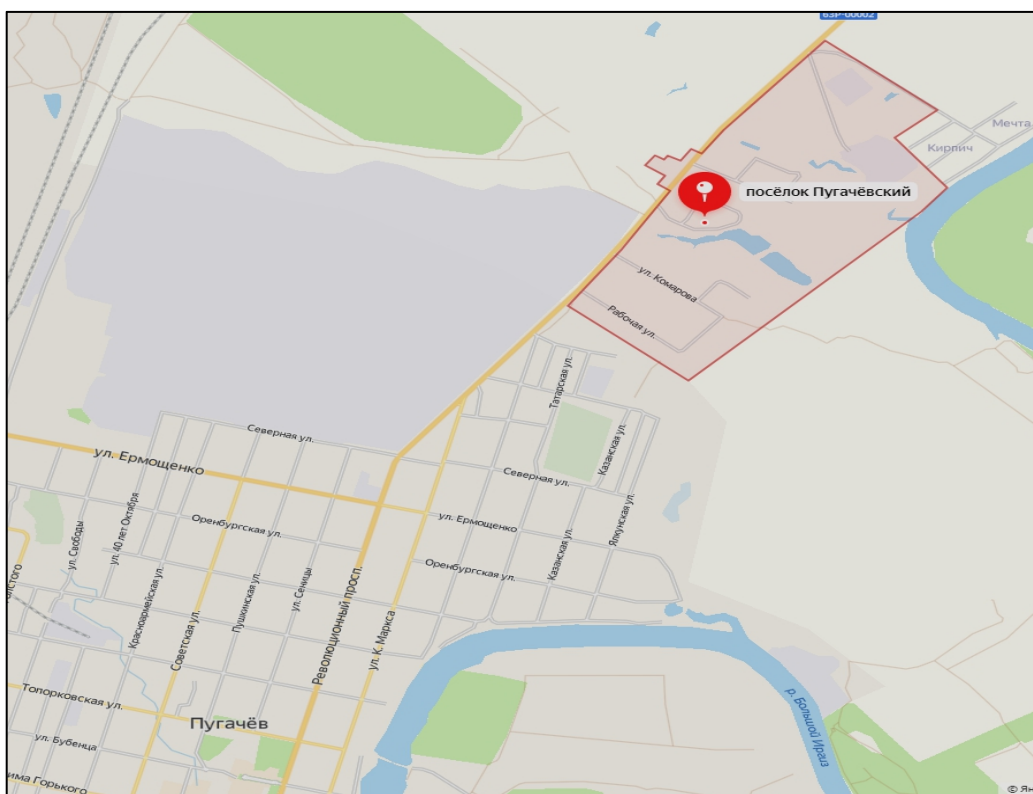 63Р-00002
Мечта
Кирпич
посёлок Пугачёвский
ул. Комарова
Рабочая ул.
Татарская ул.
Северная ул.
Казанская ул.
ул. Ермощенко
Северная ул.
Ялкунская ул.
ул. 40 лет Октября
Оренбургская ул.
ул. Ермощенко
ул. Свободы
Казанская ул.
Оренбургская ул.
Красноармейская ул.
Пушкинская ул.
ул. Сеницы
Революционный просп.
ул. К. Маркса
Советская ул.
Топорковская ул.
Пугачёв
р. Большой Иргиз
ул. Бубенца
Горького